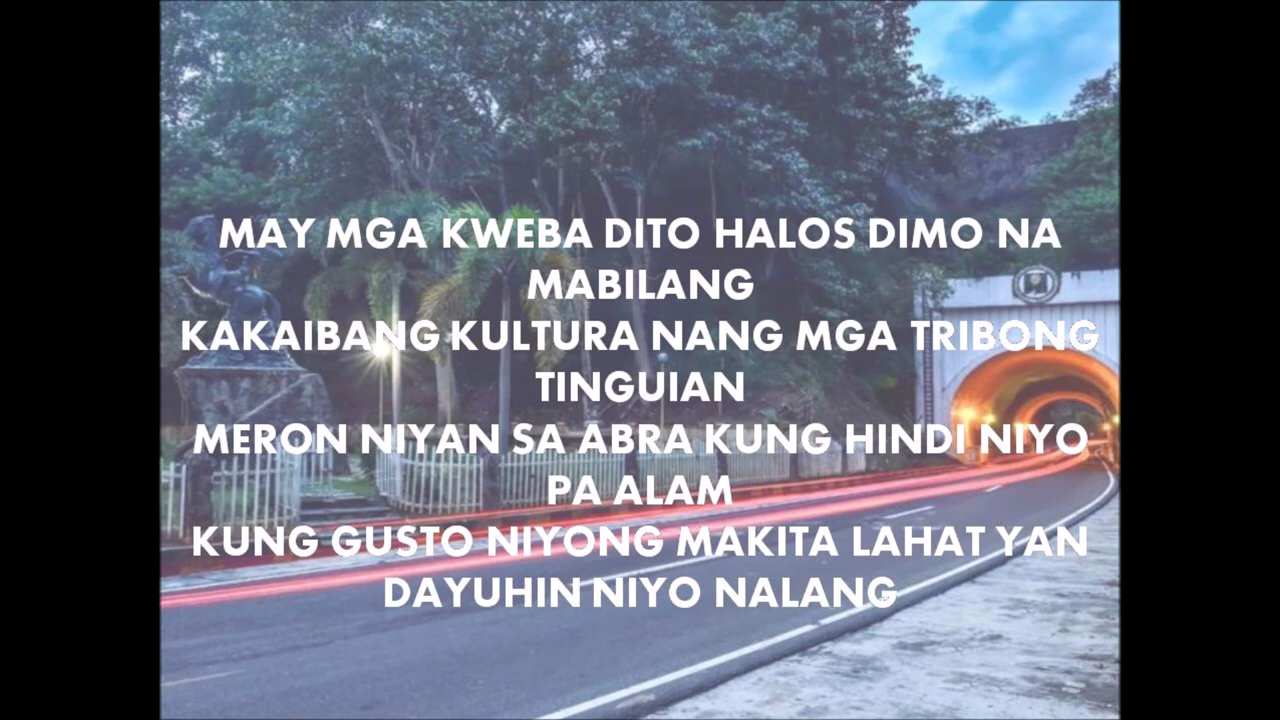 MAY MGA KWEBA DITO HALOS DIMO NA
MABILANG
KAKAIBANG KULTURA NANG MGA TRIBONG
TINGUIAN
MERON NIYAN SA ABRA KUNG HINDI NIYO
PA ALAM
KUNG GUSTO NIYONG MAKITA LAHAT YAN
DAYUHIN NIYO NALANG